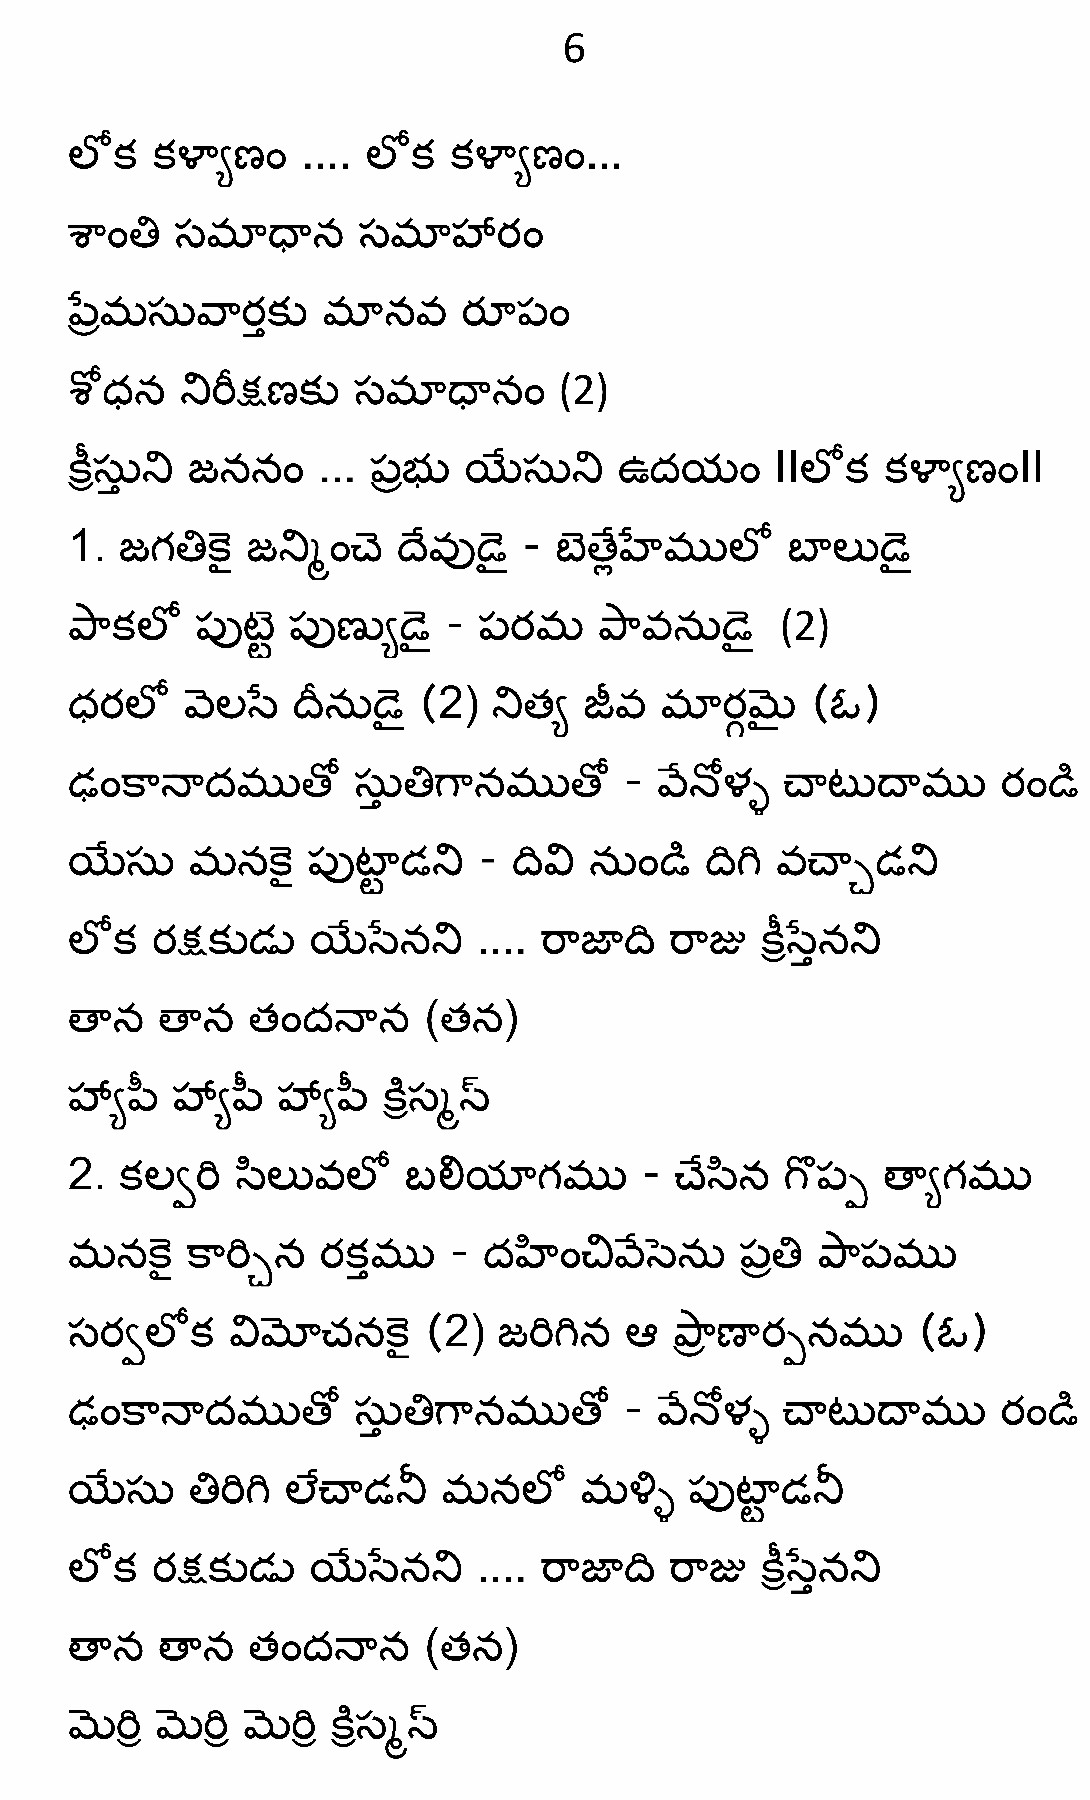 6
లోక కళ్యాణం .... లోక కళ్యాణం...
శాంతి సమాధాన సమాహారం
ప్రేమసువార్తకు మానవ రూపం
శోధన నిరీక్షణకు సమాధానం (2)
క్రీస్తుని జననం ... ప్రభు యేసుని ఉదయం llలోక కళ్యాణంll
1. జగతికై జన్మించె దేవుడై - బెత్లేహేములో బాలుడై
పాకలో పుట్టె పుణ్యుడై - పరమ పావనుడై (2)
ధరలో వెలసే దీనుడై (2) నిత్య జీవ మార్గమై (ఓ)
ఢంకానాదముతో స్తుతిగానముతో - వేనోళ్ళ చాటుదాము రండి
యేసు మనకై పుట్టాడని - దివి నుండి దిగి వచ్చాడని
లోక రక్షకుడు యేసేనని .... రాజాది రాజు క్రీస్తేనని
తాన తాన తందనాన (తన)
హ్యాపీ హ్యాపీ హ్యాపీ క్రిస్మస్
2. కల్వరి సిలువలో బలియాగము - చేసిన గొప్ప త్యాగము
మనకై కార్చిన రక్తము - దహించివేసెను ప్రతి పాపము
సర్వలోక విమోచనకై (2) జరిగిన ఆ ప్రాణార్పనము (ఓ)
ఢంకానాదముతో స్తుతిగానముతో - వేనోళ్ళ చాటుదాము రండి
యేసు తిరిగి లేచాడనీ మనలో మళ్ళి పుట్టాడనీ
లోక రక్షకుడు యేసేనని .... రాజాది రాజు క్రీస్తేనని
తాన తాన తందనాన (తన)
మెర్రి మెర్రి మెర్రి క్రిస్మస్